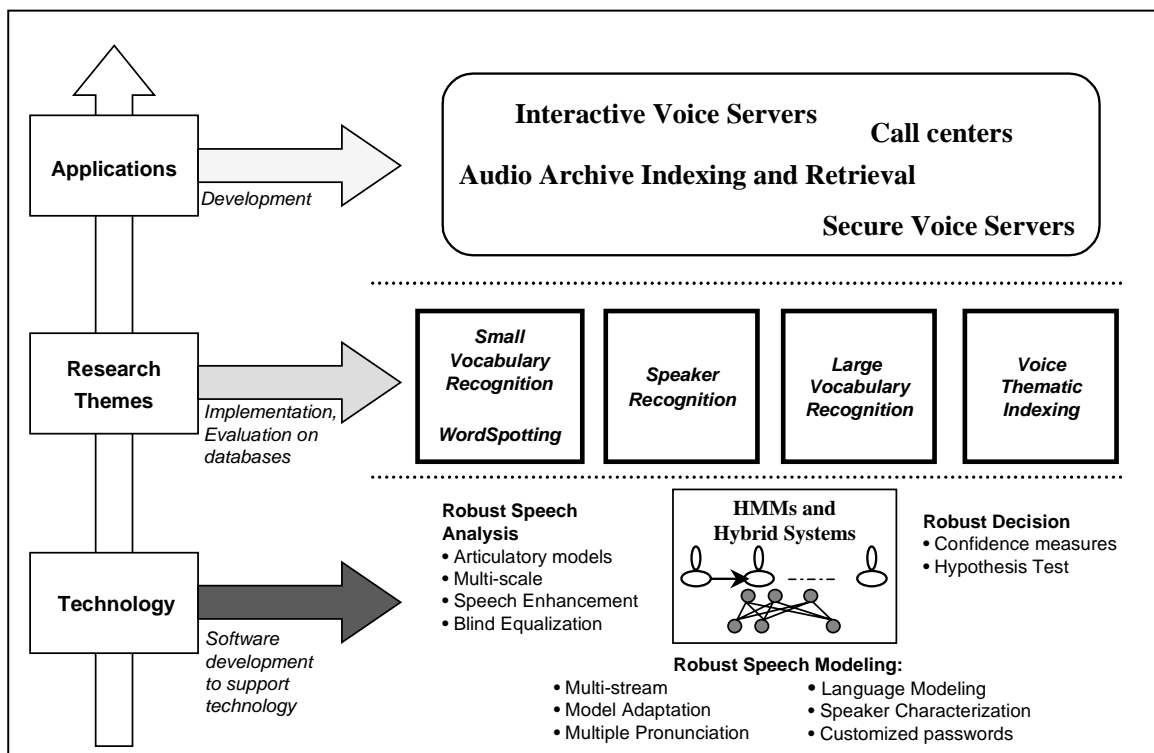 Applications
Development
Interactive Voice Servers
Call centers
Audio Archive Indexing and Retrieval
Secure Voice Servers
Research
Themes
Implementation,
Evaluation on
databases
Small
Vocabulary
Recognition
WordSpotting
Speaker
Recognition
Large
Vocabulary
Recognition
Voice
Thematic
Indexing
Technology
Software
development
to support
technology
Robust Speech
Analysis
• Articulatory models
• Multi-scale
• Speech Enhancement
• Blind Equalization
HMMs and
Hybrid Systems
Robust Decision
• Confidence measures
• Hypothesis Test
Robust Speech Modeling:
• Multi-stream
• Model Adaptation
• Multiple Pronunciation
• Language Modeling
• Speaker Characterization
• Customized passwords